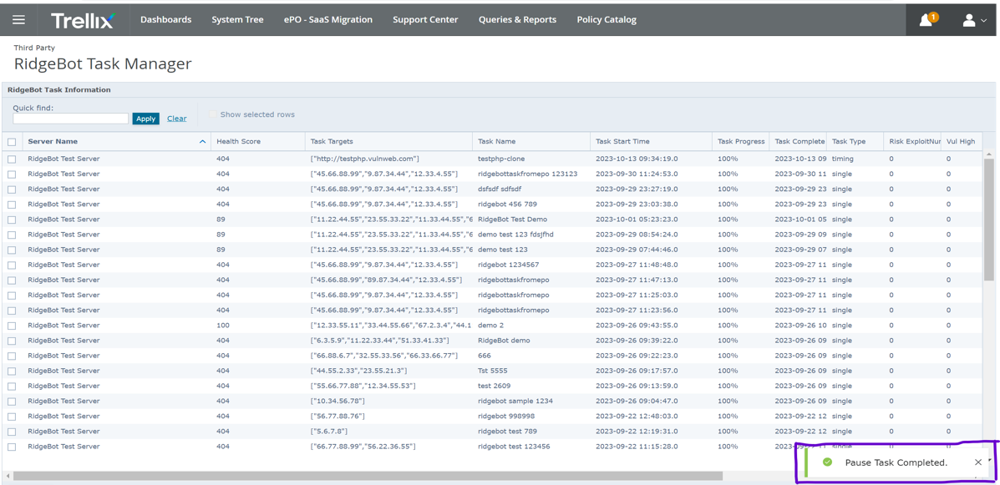 Trellix Dashboards System Tree ePO - SaaS Migration Support Center Queries & Reports Policy Catalog 1
Third Party
RidgeBot Task Manager
RidgeBot Task Information
Quick find:
Apply Clear Show selected rows
Server Name Health Score Task Targets Task Name Task Start Time Task Progress Task Complete Task Type Risk ExploitNur Vul High
RidgeBot Test Server 404 ["http://testphp.vulnweb.com"] testphp-clone 2023-10-13 09:34:19.0 100% 2023-10-13 09 timing 0 0
RidgeBot Test Server 404 ["45.66.88.99","9.87.34.44","12.33.4.55"] ridgebottaskfromepo 123123 2023-09-30 11:24:53.0 100% 2023-09-30 11 single 0 0
RidgeBot Test Server 404 ["45.66.88.99","9.87.34.44","12.33.4.55"] dsfsdf sdfsdf 2023-09-29 23:27:19.0 100% 2023-09-29 23 single 0 0
RidgeBot Test Server 404 ["45.66.88.99","9.87.34.44","12.33.4.55"] ridgebot 456 789 2023-09-29 23:03:38.0 100% 2023-09-29 23 single 0 0
RidgeBot Test Server 89 ["11.22.44.55","23.55.33.22","11.33.44.55","6 RidgeBot Test Demo 2023-10-01 05:23:23.0 100% 2023-10-01 05 single 0 0
RidgeBot Test Server 89 ["11.22.44.55","23.55.33.22","11.33.44.55","6 demo test 123 fdsjfhd 2023-09-29 08:54:24.0 100% 2023-09-29 09 single 0 0
RidgeBot Test Server 89 ["11.22.44.55","23.55.33.22","11.33.44.55","6 demo test 123 2023-09-29 07:44:46.0 100% 2023-09-29 07 single 0 0
RidgeBot Test Server 404 ["45.66.88.99","9.87.34.44","12.33.4.55"] ridgebot 1234567 2023-09-27 11:48:48.0 100% 2023-09-27 11 single 0 0
RidgeBot Test Server 404 ["45.66.88.99","89.87.34.44","12.33.4.55"] ridgebottaskfromepo 2023-09-27 11:47:13.0 100% 2023-09-27 11 single 0 0
RidgeBot Test Server 404 ["45.66.88.99","9.87.34.44","12.33.4.55"] ridgebottaskfromepo 2023-09-27 11:25:03.0 100% 2023-09-27 11 single 0 0
RidgeBot Test Server 404 ["45.66.88.99","9.87.34.44","12.33.4.55"] ridgebottaskfromepo 2023-09-27 11:23:56.0 100% 2023-09-27 11 single 0 0
RidgeBot Test Server 100 ["12.33.55.11","33.44.55.66","67.2.3.4","44.1 demo 2 2023-09-26 09:43:55.0 100% 2023-09-26 10 single 0 0
RidgeBot Test Server 404 ["6.3.5.9","11.22.33.44","51.33.41.33"] RidgeBot demo 2023-09-26 09:39:22.0 100% 2023-09-26 09 single 0 0
RidgeBot Test Server 404 ["66.88.6.7","32.55.33.56","66.33.66.77"] 666 2023-09-26 09:22:23.0 100% 2023-09-26 09 single 0 0
RidgeBot Test Server 404 ["44.55.2.33","23.55.21.3"] Tst 5555 2023-09-26 09:17:57.0 100% 2023-09-26 09 single 0 0
RidgeBot Test Server 404 ["55.66.77.88","12.34.55.53"] test 2609 2023-09-26 09:13:59.0 100% 2023-09-26 09 single 0 0
RidgeBot Test Server 404 ["10.34.56.78"] ridgebot sample 1234 2023-09-26 09:04:47.0 100% 2023-09-26 09 single 0 0
RidgeBot Test Server 404 ["56.77.88.76"] ridgebot 998998 2023-09-22 12:48:03.0 100% 2023-09-22 12 single 0 0
RidgeBot Test Server 404 ["5.6.7.8"] ridgebot test 789 2023-09-22 12:19:31.0 100% 2023-09-22 12 single 0 0
RidgeBot Test Server 404 ["66.77.88.99","56.22.36.55"] ridgebot test 123456 2023-09-22 11:15:28.0 100% single 0 0
Pause Task Completed.